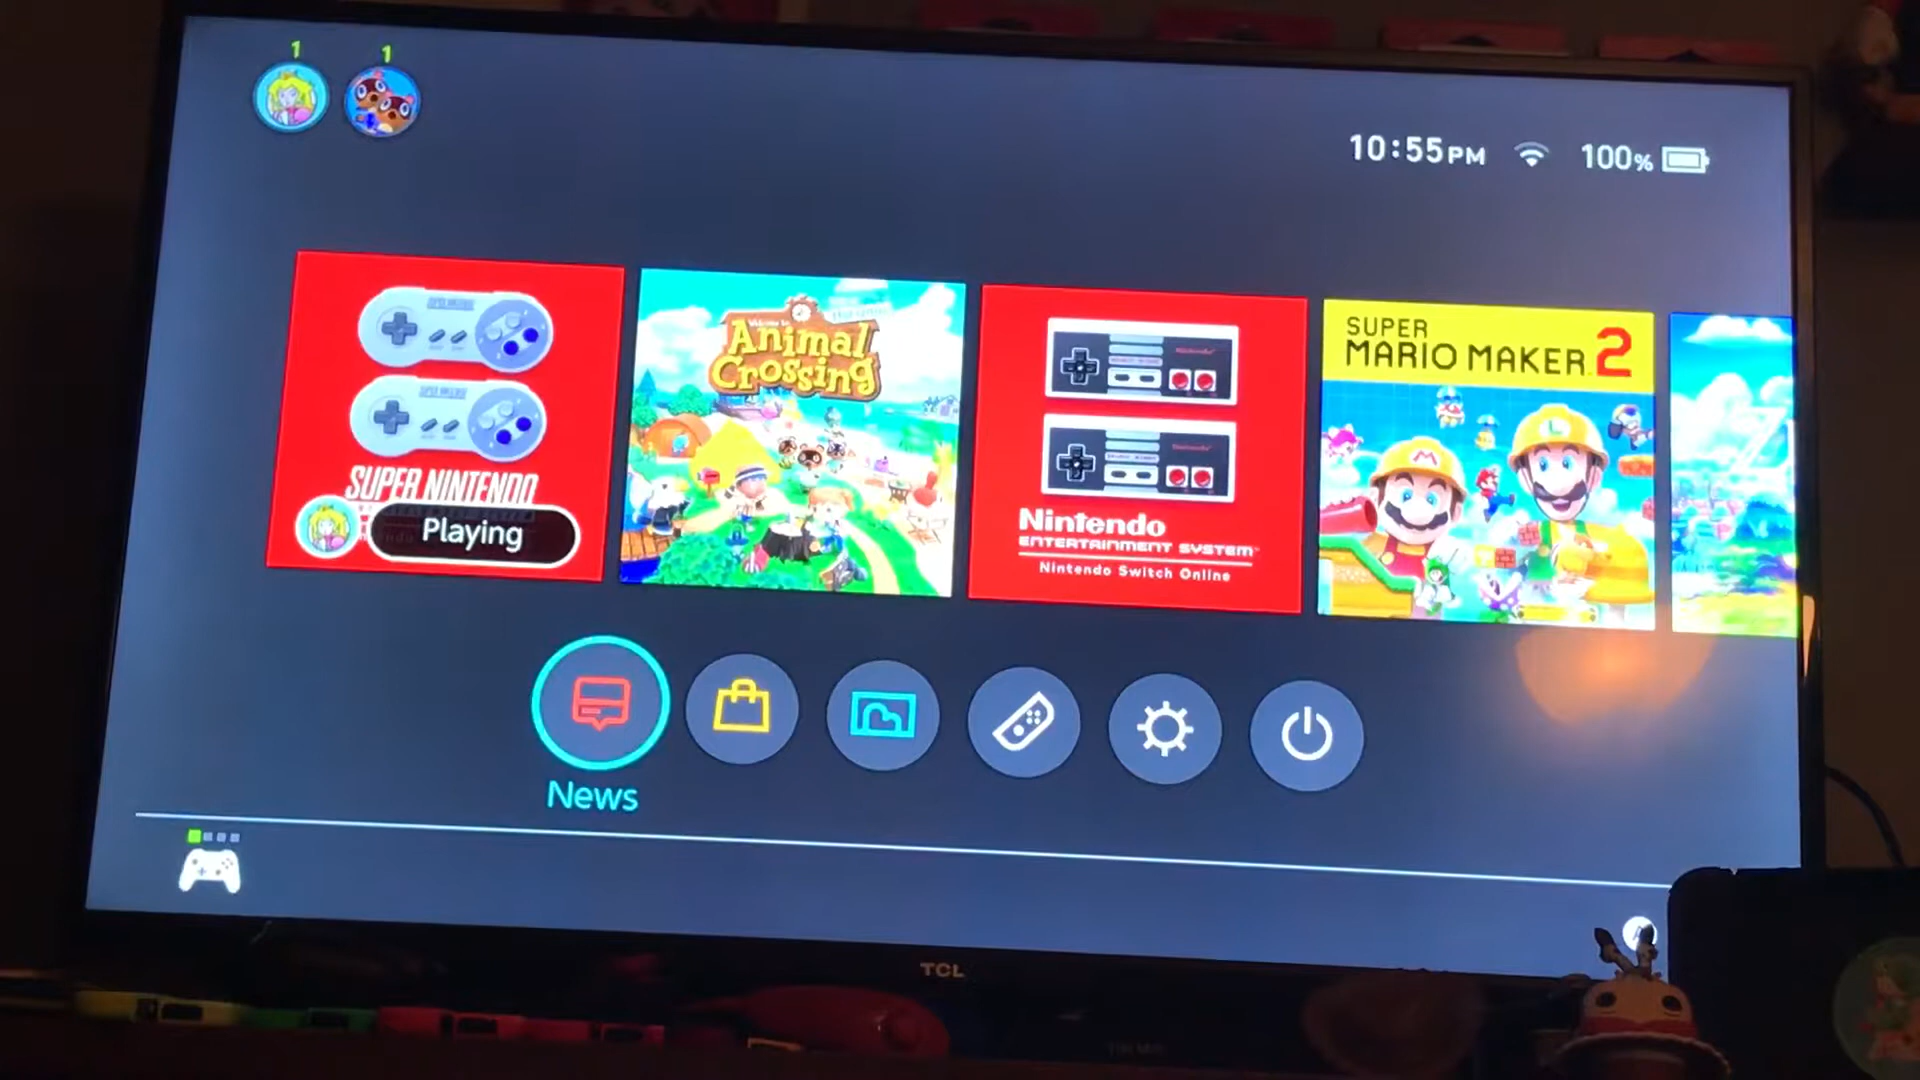 1
1
10:55PM
100%
SUPER NINTENDO
Playing
Animal
Crossing
Nintendo
ENTERTAINMENT SYSTEM™
Nintendo Switch Online
SUPER
MARIO MAKER 2
News
TCL